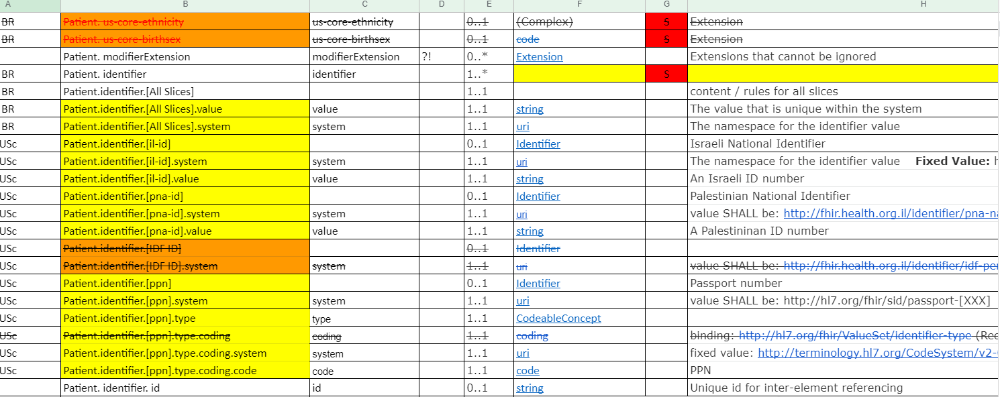 A B C D E F G H
BR Patient. us-core-ethnicity us-core-ethnicity 0..1 (Complex) S Extension
BR Patient. us-core-birthsex us-core-birthsex 0..1 code S Extension
Patient. modifierExtension modifierExtension ?! 0..* Extension Extensions that cannot be ignored
BR Patient. identifier identifier 1..* S
BR Patient.identifier.[All Slices] 1..1 content / rules for all slices
BR Patient.identifier.[All Slices].value value 1..1 string The value that is unique within the system
BR Patient.identifier.[All Slices].system system 1..1 uri The namespace for the identifier value
USc Patient.identifier.[il-id] 0..1 Identifier Israeli National Identifier
USc Patient.identifier.[il-id].system system 1..1 uri The namespace for the identifier value Fixed Value: h
USc Patient.identifier.[il-id].value value 1..1 string An Israeli ID number
USc Patient.identifier.[pna-id] 0..1 Identifier Palestinian National Identifier
USc Patient.identifier.[pna-id].system system 1..1 uri value SHALL be: http://fhir.health.org.il/identifier/pna-na
USc Patient.identifier.[pna-id].value value 1..1 string A Palestininan ID number
USc Patient.identifier.[IDF ID] 0..1 Identifier
USc Patient.identifier.[IDF ID].system system 1..1 uri value SHALL be: http://fhir.health.org.il/identifier/idf-per
USc Patient.identifier.[ppn] 0..1 Identifier Passport number
USc Patient.identifier.[ppn].system system 1..1 uri value SHALL be: http://hl7.org/fhir/sid/passport-[XXX]
USc Patient.identifier.[ppn].type type 1..1 CodeableConcept
USc Patient.identifier.[ppn].type.coding coding 1..1 coding binding: http://hl7.org/fhir/ValueSet/identifier-type (Rec
USc Patient.identifier.[ppn].type.coding.system system 1..1 uri fixed value: http://terminology.hl7.org/CodeSystem/v2-
USc Patient.identifier.[ppn].type.coding.code code 1..1 code PPN
Patient. identifier. id id 0..1 string Unique id for inter-element referencing